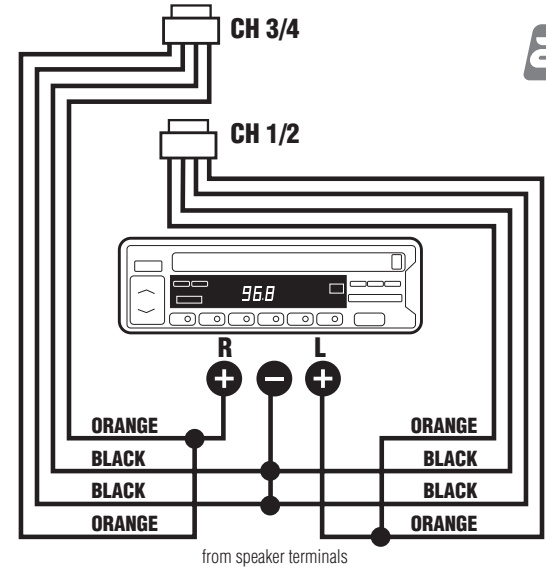 CH 3/4
CH 1/2
96.8
R L
ORANGE ORANGE
BLACK BLACK
BLACK BLACK
ORANGE ORANGE
from speaker terminals